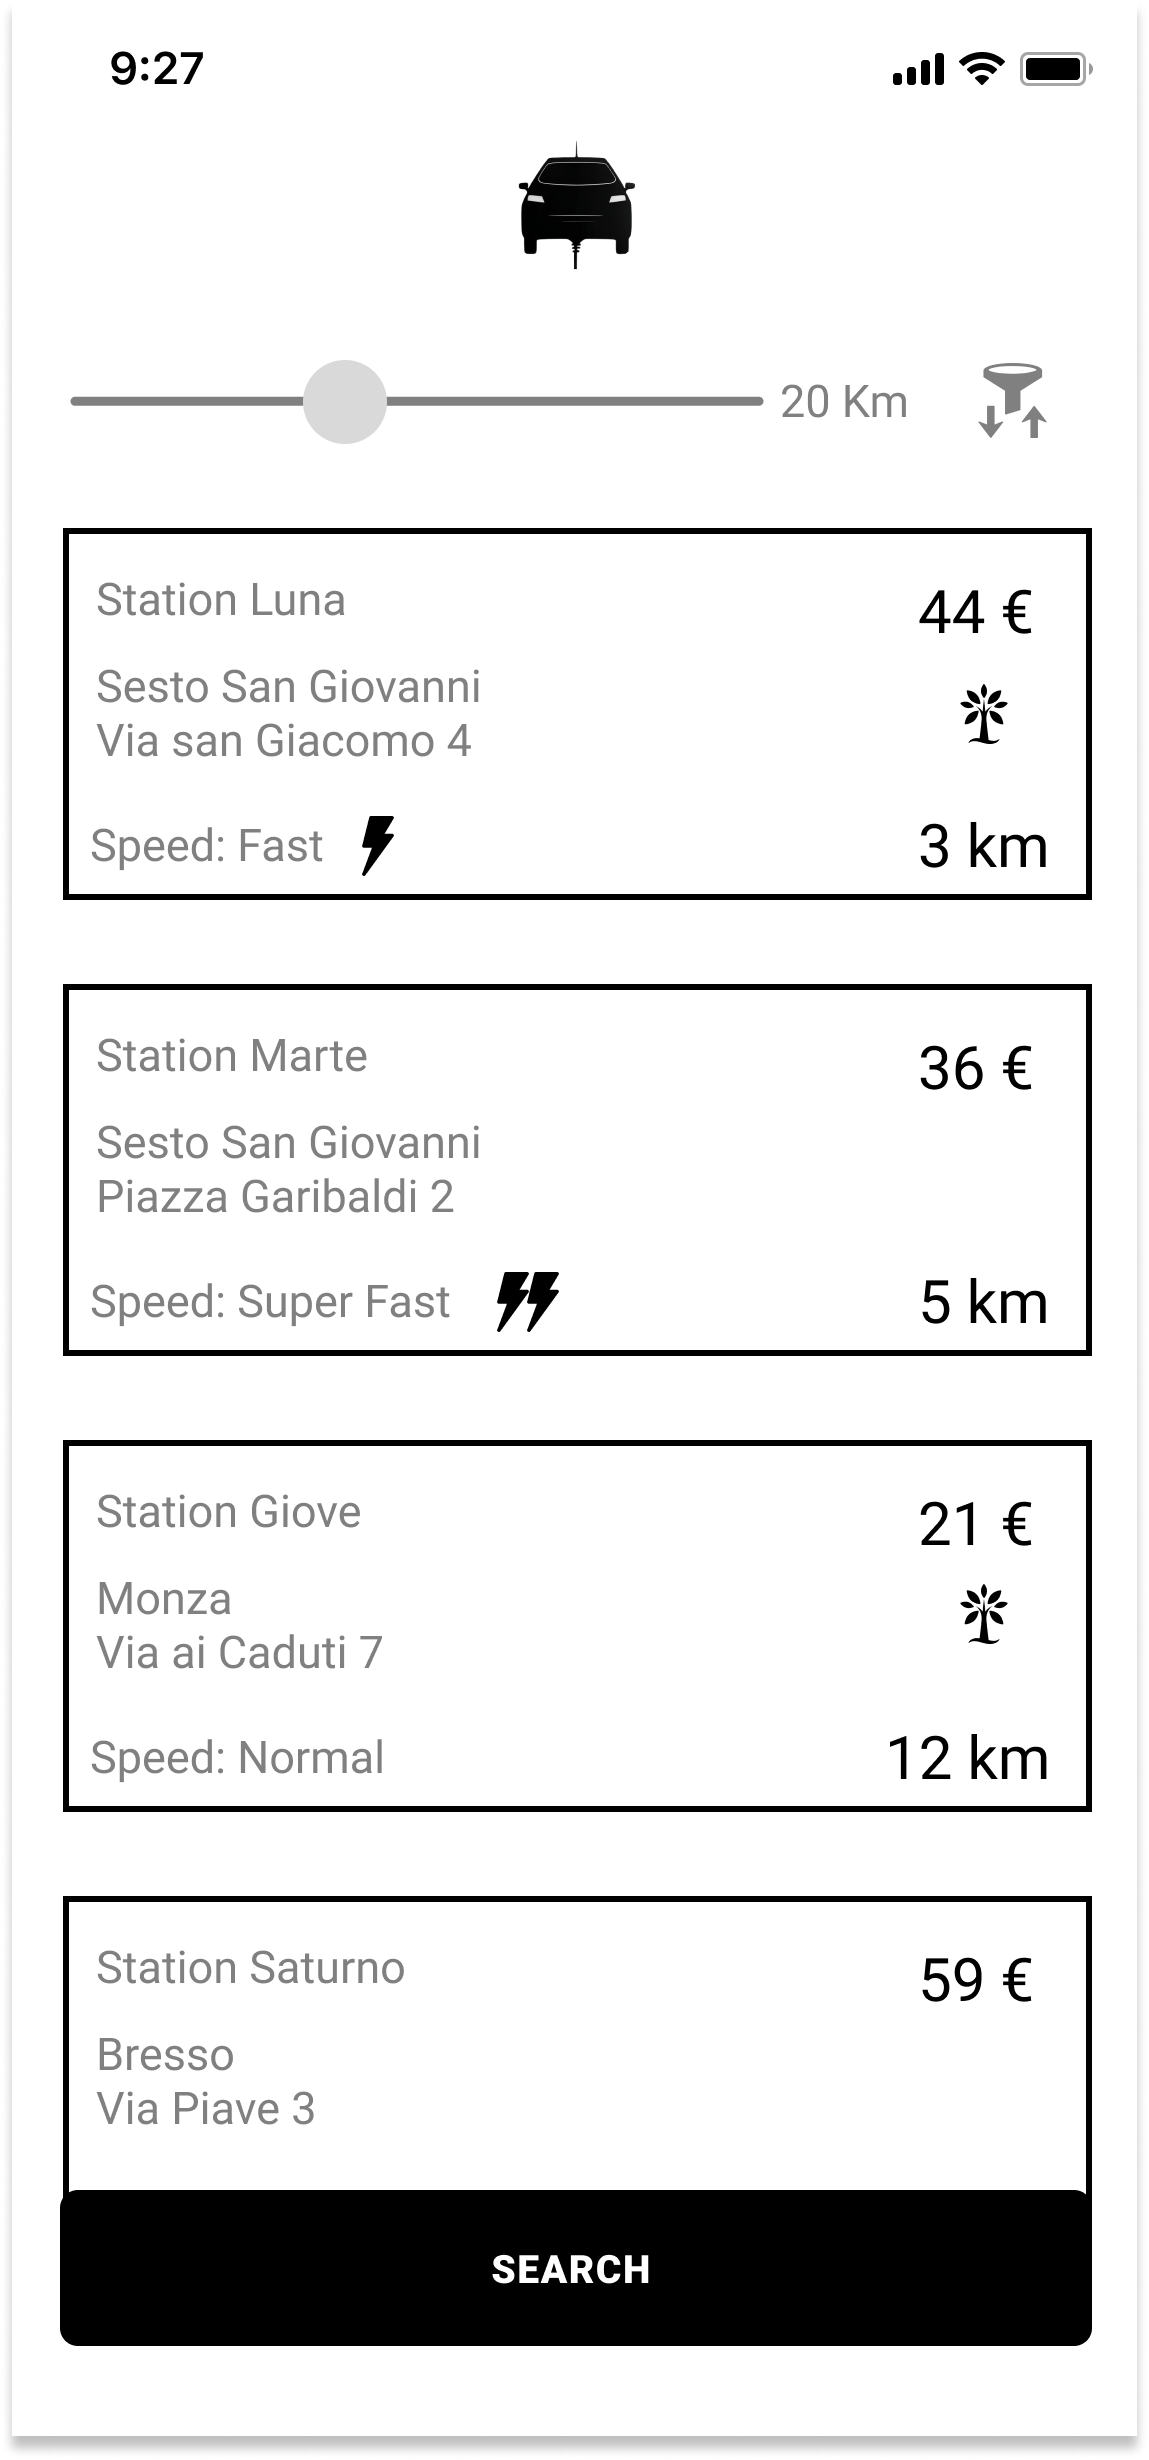 9:27
20 Km
Station Luna
44 €
Sesto San Giovanni
Via san Giacomo 4
Speed: Fast
3 km
Station Marte
36 €
Sesto San Giovanni
Piazza Garibaldi 2
Speed: Super Fast
5 km
Station Giove
21 €
Monza
Via ai Caduti 7
Speed: Normal
12 km
Station Saturno
59 €
Bresso
Via Piave 3
SEARCH